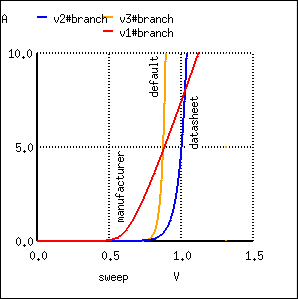 A
v2#branch
v3#branch
v1#branch
10.0
default
datasheet
5.0
manufacturer
0.0
0.0
0.5
1.0
1.5
sweep
V